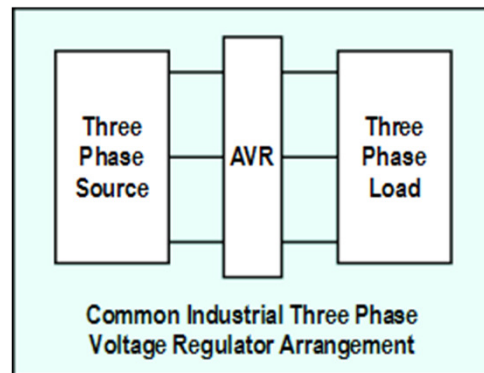 Three
Phase
Source
AVR
Three
Phase
Load
Common Industrial Three Phase
Voltage Regulator Arrangement